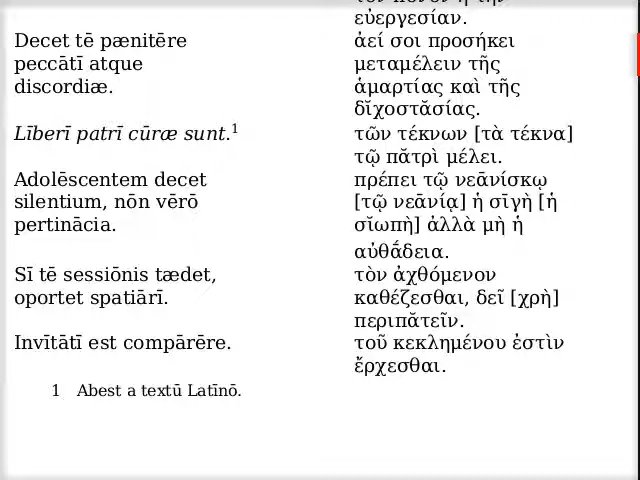 εὐεργεσίαν.
Decet tē pænitēre
peccātī atque
discordiæ.
ἀεί σοι προσήκει
μεταμέλειν τῆς
ἁμαρτίας καὶ τῆς
δῐχοστᾰσίας.
Līberī patrī cūræ sunt.¹
τῶν τέκνων [τὰ τέκνα]
τῷ πᾰτρὶ μέλει.
Adolēscentem decet
silentium, nōn vērō
pertinācia.
πρέπει τῷ νεᾱνίσκῳ
[τῷ νεᾱνίᾳ] ἡ σῑγὴ [ἡ
σῐωπὴ] ἀλλὰ μὴ ἡ
αὐθᾱ́δεια.
Sī tē sessiōnis tædet,
oportet spatiārī.
τὸν ἀχθόμενον
καθέζεσθαι, δεῖ [χρὴ]
περιπᾰτεῖν.
Invītātī est compārēre.
τοῦ κεκλημένου ἐστὶν
ἔρχεσθαι.
1 Abest a textū Latīnō.